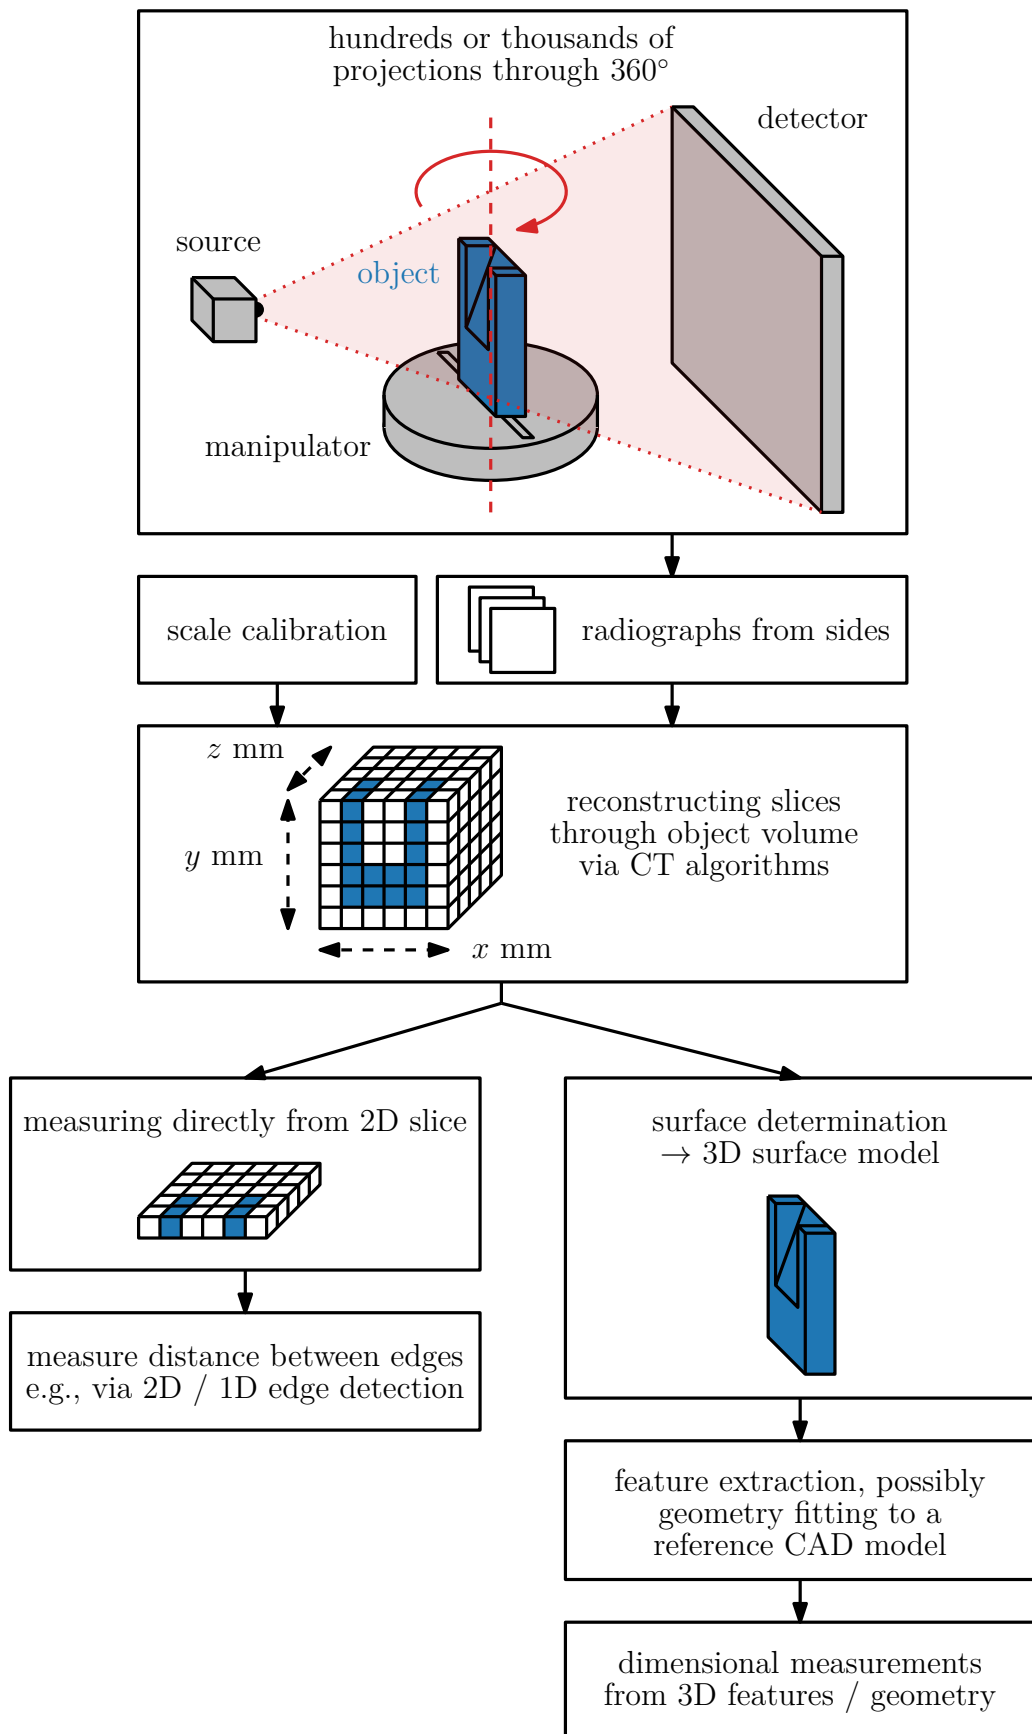 hundreds or thousands of
projections through 360°
detector
source
object
manipulator
scale calibration
radiographs from sides
z mm
y mm
x mm
reconstructing slices
through object volume
via CT algorithms
measuring directly from 2D slice
measure distance between edges
e.g., via 2D / 1D edge detection
surface determination
→ 3D surface model
feature extraction, possibly
geometry fitting to a
reference CAD model
dimensional measurements
from 3D features / geometry